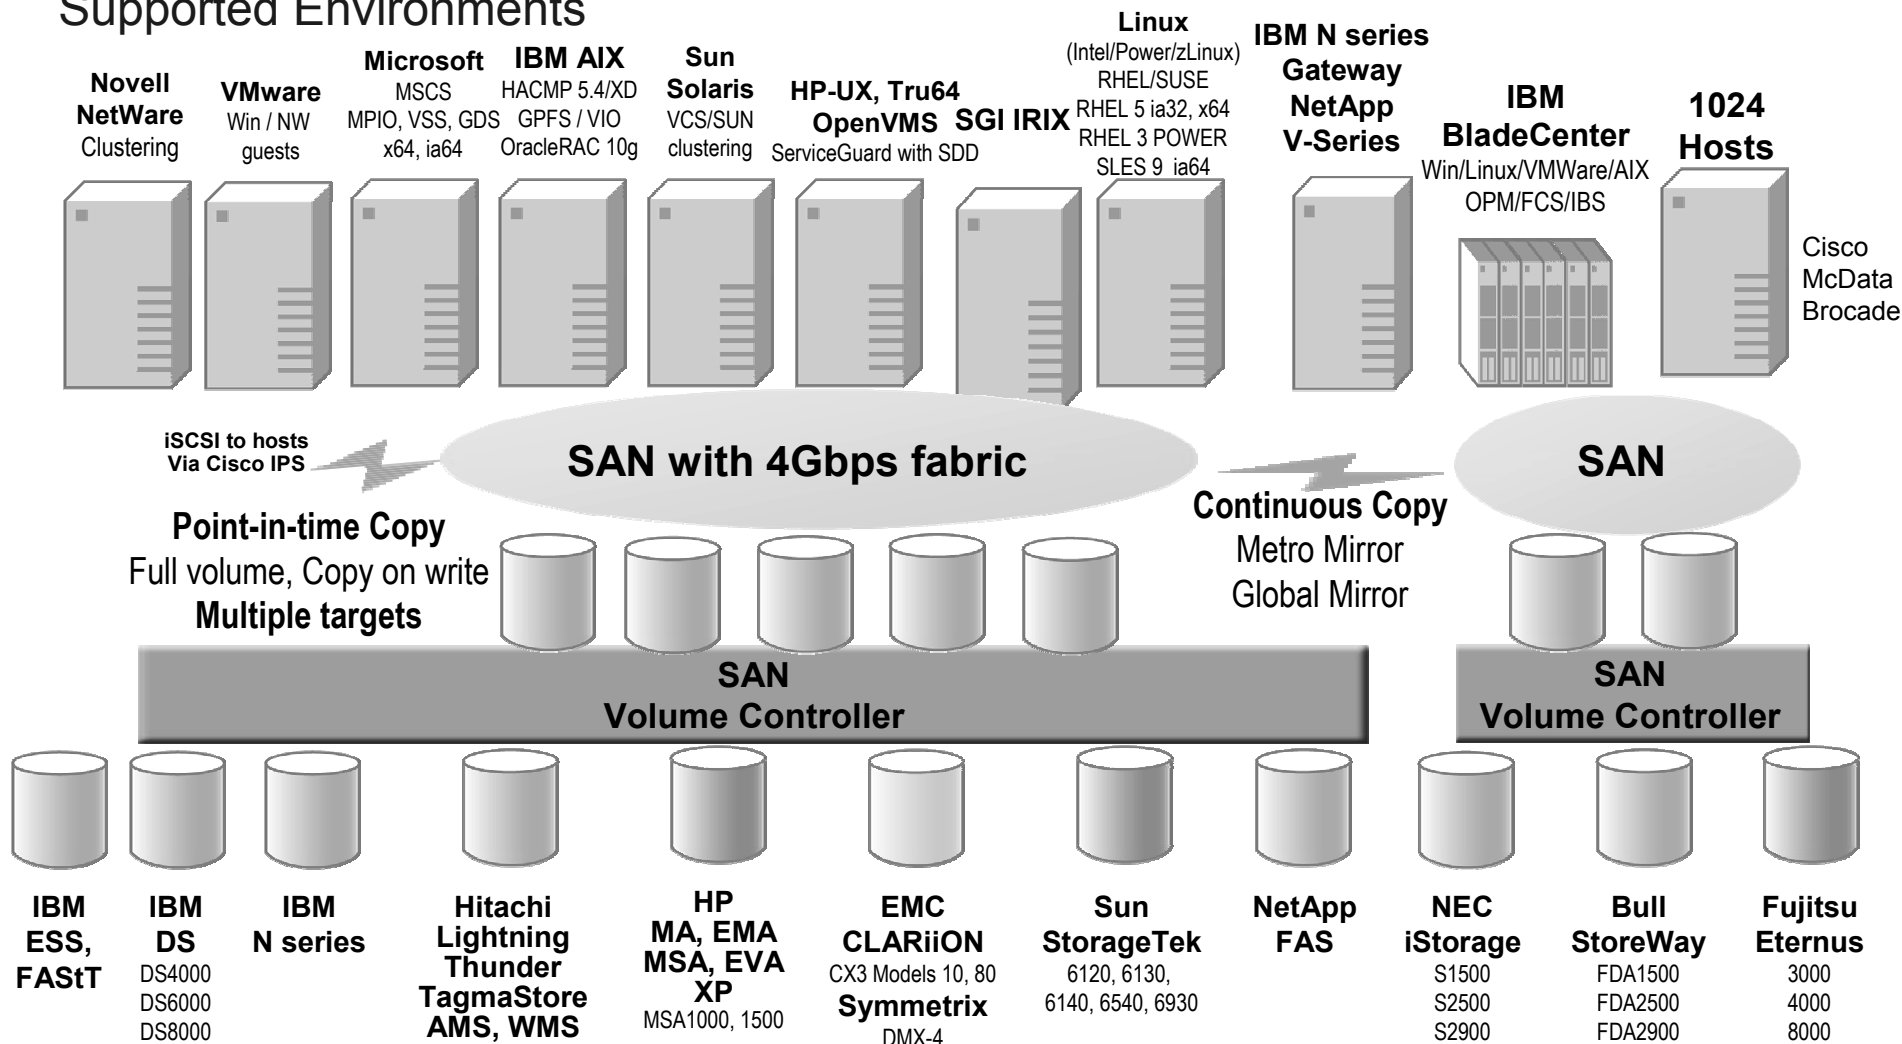 Supported Environments
Novell
NetWare
Clustering
VMware
Win / NW
guests
Microsoft
MSCS
MPIO, VSS, GDS
x64, ia64
IBM AIX
HACMP 5.4/XD
GPFS / VIO
OracleRAC 10g
Sun
Solaris
VCS/SUN
clustering
HP-UX, Tru64
OpenVMS
ServiceGuard with SDD
SGI IRIX
Linux
(Intel/Power/zLinux)
RHEL/SUSE
RHEL 5 ia32, x64
RHEL 3 POWER
SLES 9 ia64
IBM N series
Gateway
NetApp
V-Series
IBM
BladeCenter
Win/Linux/VMWare/AIX
OPM/FCS/IBS
1024
Hosts
Cisco
McData
Brocade
iSCSI to hosts
Via Cisco IPS
SAN with 4Gbps fabric
SAN
Point-in-time Copy
Full volume, Copy on write
Multiple targets
Continuous Copy
Metro Mirror
Global Mirror
SAN
Volume Controller
SAN
Volume Controller
IBM
ESS,
FAStT
IBM
DS
DS4000
DS6000
DS8000
IBM
N series
Hitachi
Lightning
Thunder
TagmaStore
AMS, WMS
HP
MA, EMA
MSA, EVA
XP
MSA1000, 1500
EMC
CLARiiON
CX3 Models 10, 80
Symmetrix
DMX-4
Sun
StorageTek
6120, 6130,
6140, 6540, 6930
NetApp
FAS
NEC
iStorage
S1500
S2500
S2900
Bull
StoreWay
FDA1500
FDA2500
FDA2900
Fujitsu
Eternus
3000
4000
8000